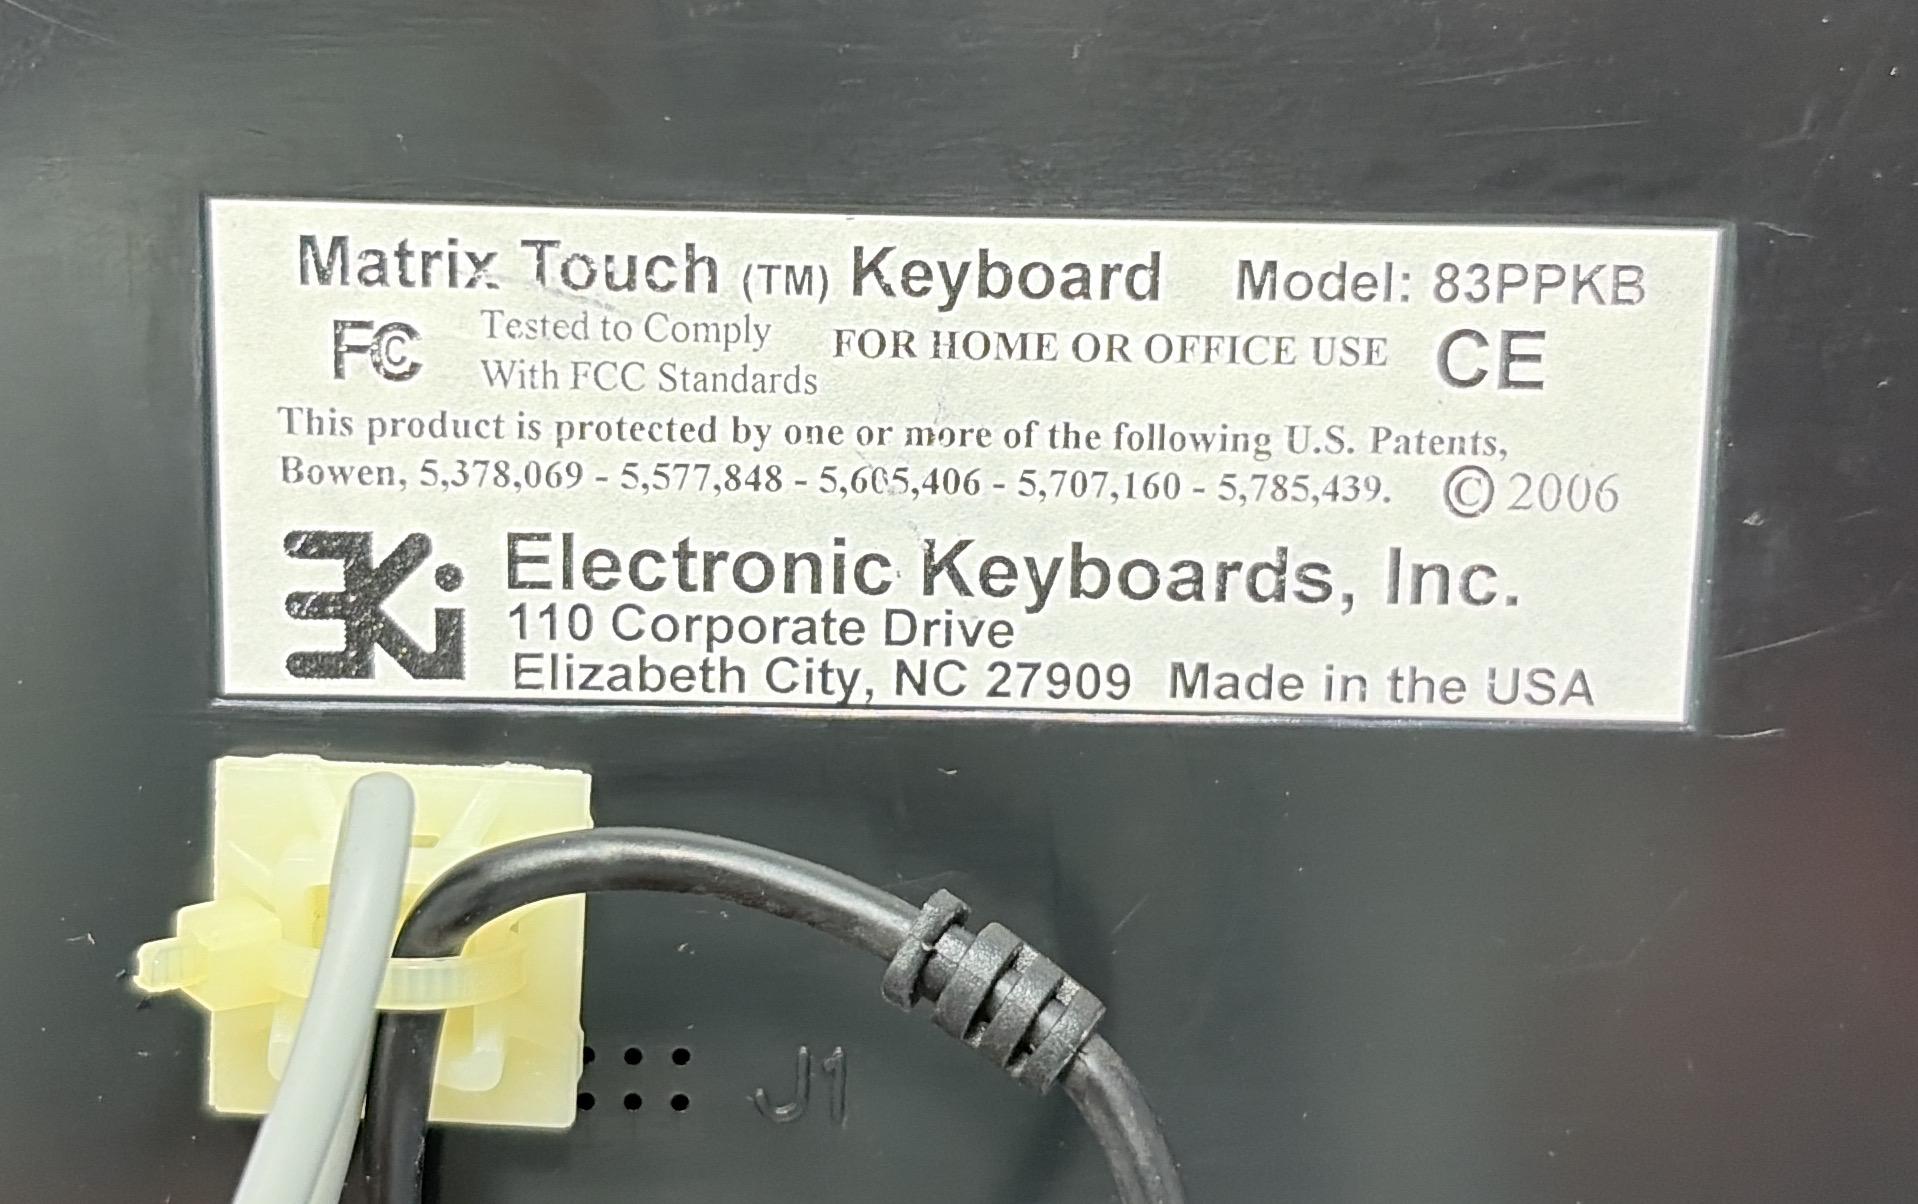 Matrix Touch (TM) Keyboard Model: 83PPKB
FC Tested to Comply FOR HOME OR OFFICE USE CE
With FCC Standards
This product is protected by one or more of the following U.S. Patents,
Bowen, 5,378,069 - 5,577,848 - 5,605,406 - 5,707,160 - 5,785,439. © 2006
EKi Electronic Keyboards, Inc.
110 Corporate Drive
Elizabeth City, NC 27909 Made in the USA
J1